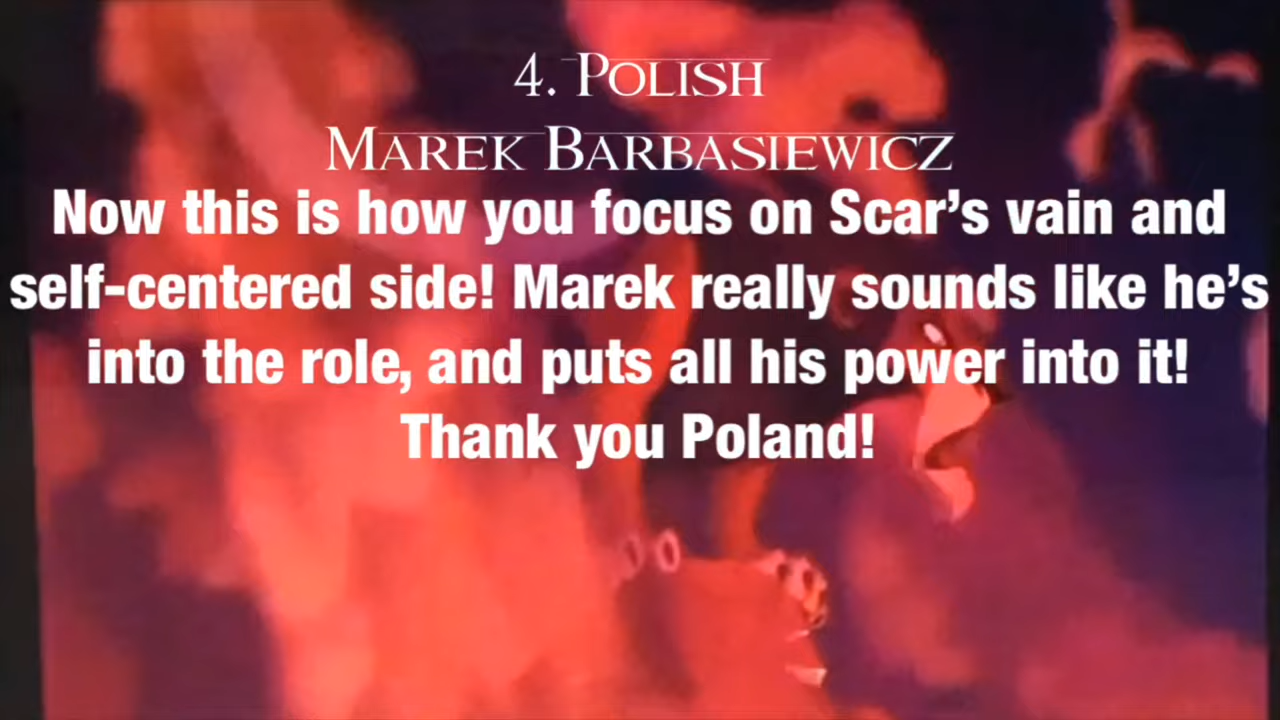 4. Polish
Marek Barbasiewicz
Now this is how you focus on Scar’s vain and
self-centered side! Marek really sounds like he’s
into the role, and puts all his power into it!
Thank you Poland!